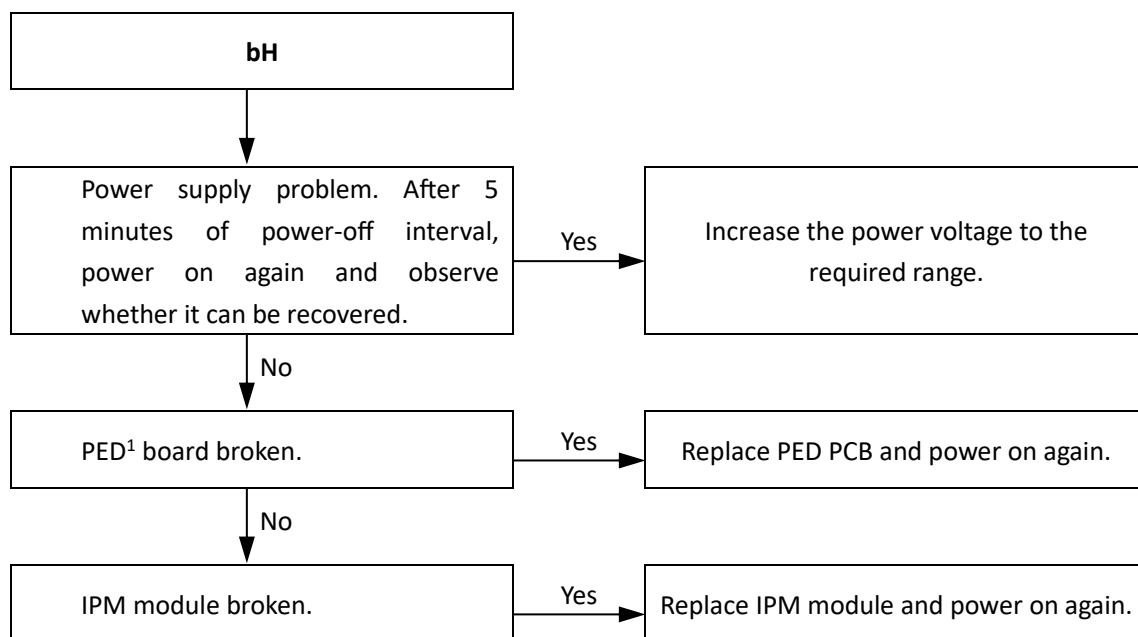 bH
Power supply problem. After 5
minutes of power-off interval,
power on again and observe
whether it can be recovered.
Yes
Increase the power voltage to the
required range.
No
PED¹ board broken.
Yes
Replace PED PCB and power on again.
No
IPM module broken.
Yes
Replace IPM module and power on again.